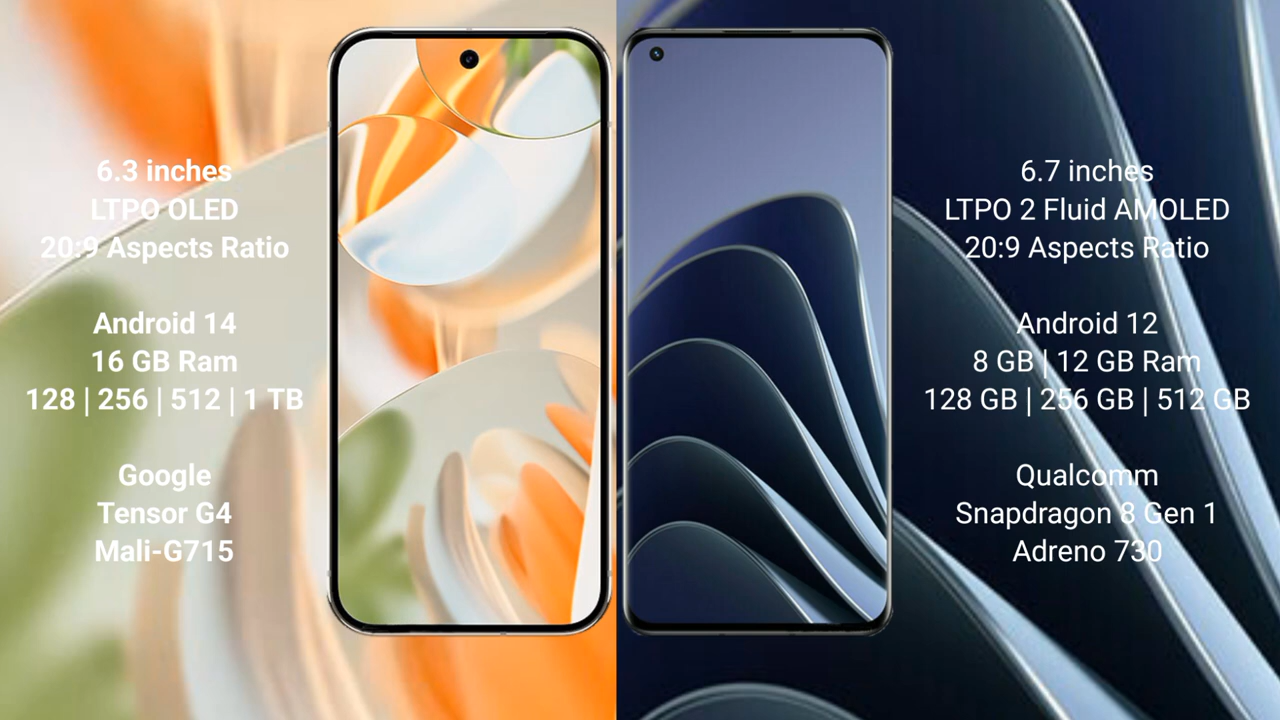 6.3 inches
LTPO OLED
20:9 Aspects Ratio
Android 14
16 GB Ram
128 | 256 | 512 | 1 TB
Google
Tensor G4
Mali-G715
6.7 inches
LTPO 2 Fluid AMOLED
20:9 Aspects Ratio
Android 12
8 GB | 12 GB Ram
128 GB | 256 GB | 512 GB
Qualcomm
Snapdragon 8 Gen 1
Adreno 730